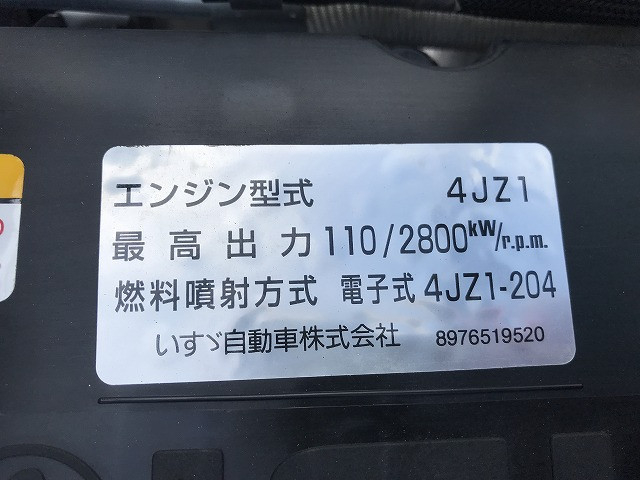 エンジン型式 4JZ1
最高出力 110/2800kW/r.p.m.
燃料噴射方式 電子式 4JZ1-204
いすゞ自動車株式会社 8976519520